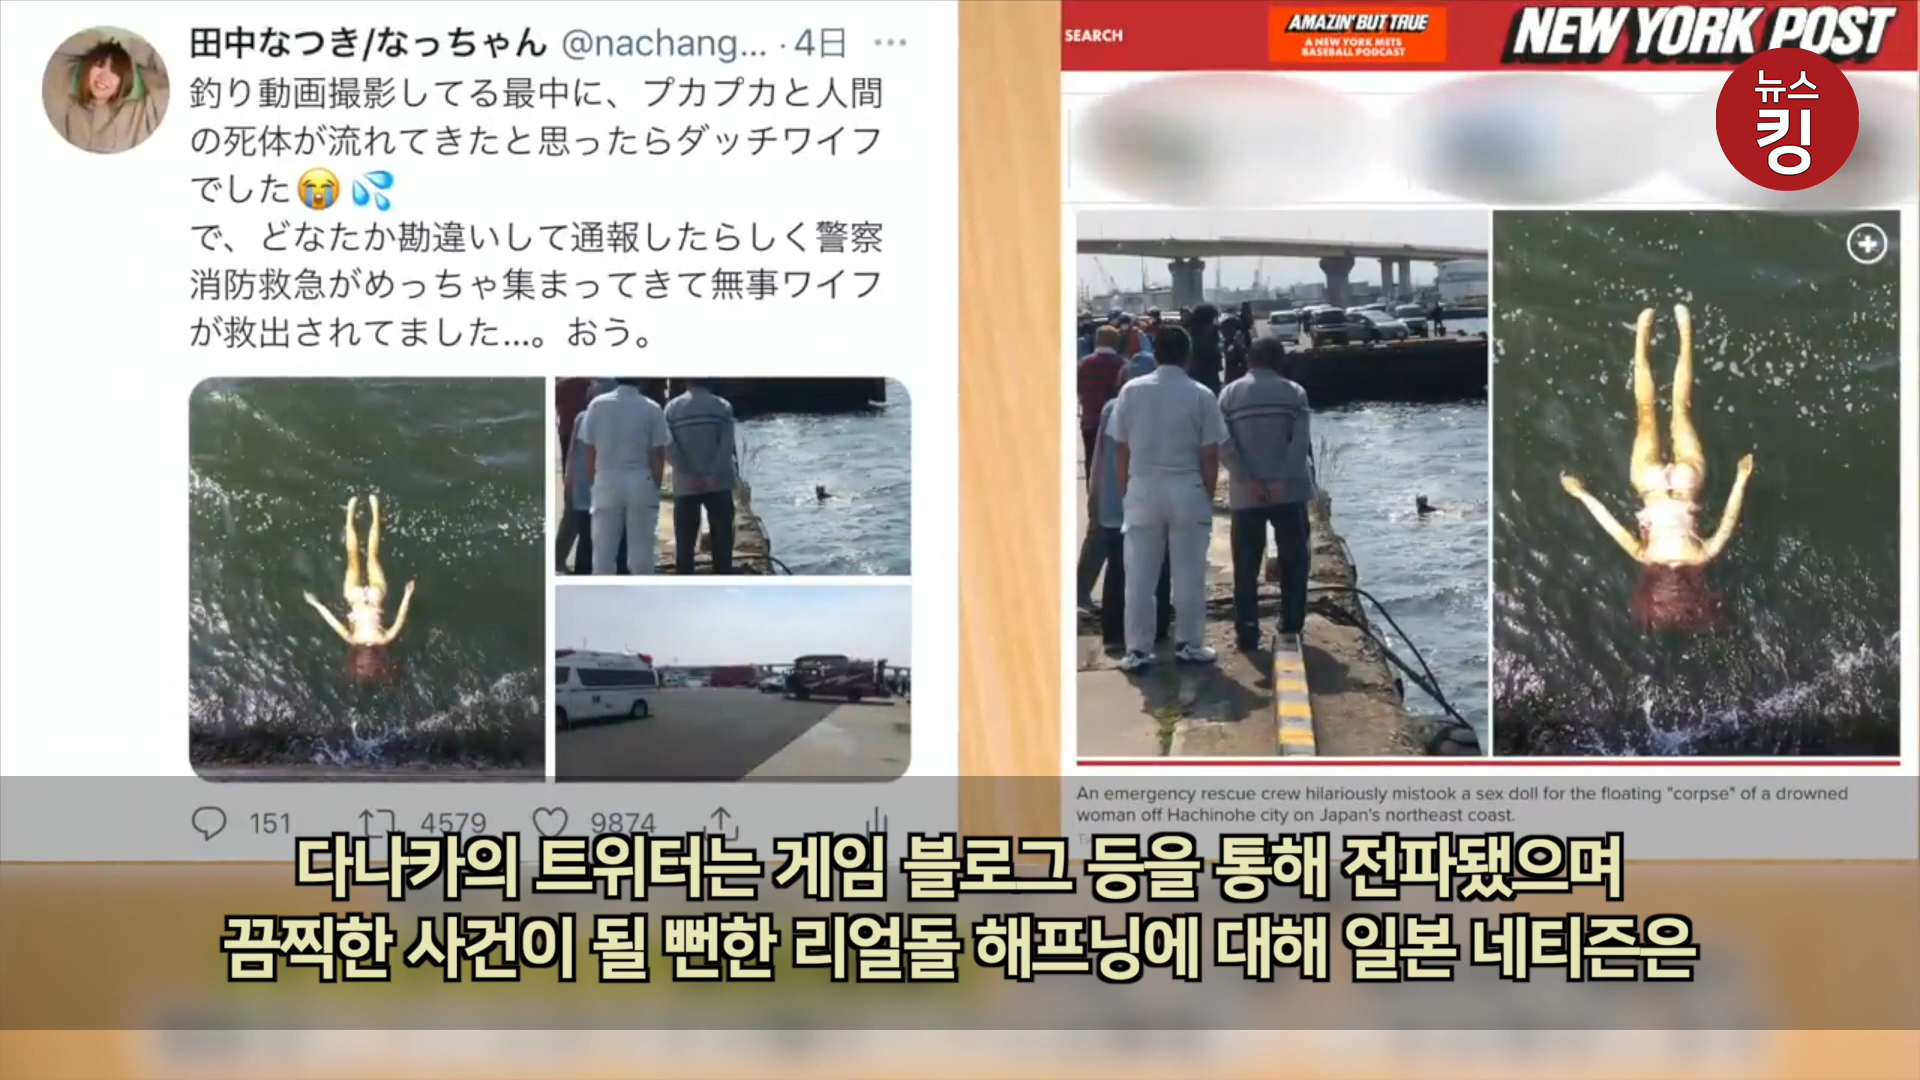 田中なつき/なっちゃん @nachang... · 4日 ...
釣り動画撮影してる最中に、プカプカと人間
の死体が流れてきたと思ったらダッチワイフ
でした😭💦
で、どなたか勘違いして通報したらしく警察
消防救急がめっちゃ集まってきて無事ワイフ
が救出されてました...。おう。
151 4579 9874
SEARCH
AMAZIN' BUT TRUE
A NEW YORK METS
BASEBALL PODCAST
NEW YORK POST
뉴스
킹
An emergency rescue crew hilariously mistook a sex doll for the floating "corpse" of a drowned
woman off Hachinohe city on Japan's northeast coast.
다나카의 트위터는 게임 블로그 등을 통해 전파됐으며
끔찍한 사건이 될 뻔한 리얼돌 해프닝에 대해 일본 네티즌은